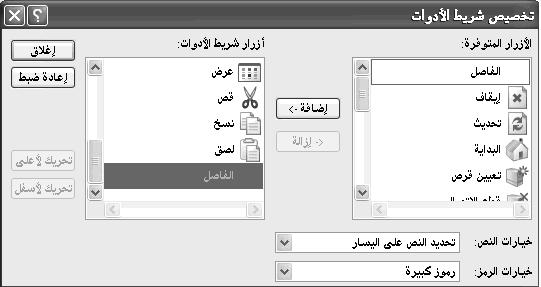 تخصيص شريط الأدوات
الأزرار المتوفرة:
الفاصل
إيقاف
تحديث
البداية
تعيين قرص
إضافة ->
<- إزالة
أزرار شريط الأدوات:
عرض
قص
نسخ
لصق
الفاصل
إغلاق
إعادة ضبط
تحريك لأعلى
تحريك لأسفل
خيارات النص:
تحديد النص على اليسار
خيارات الرمز:
رموز كبيرة